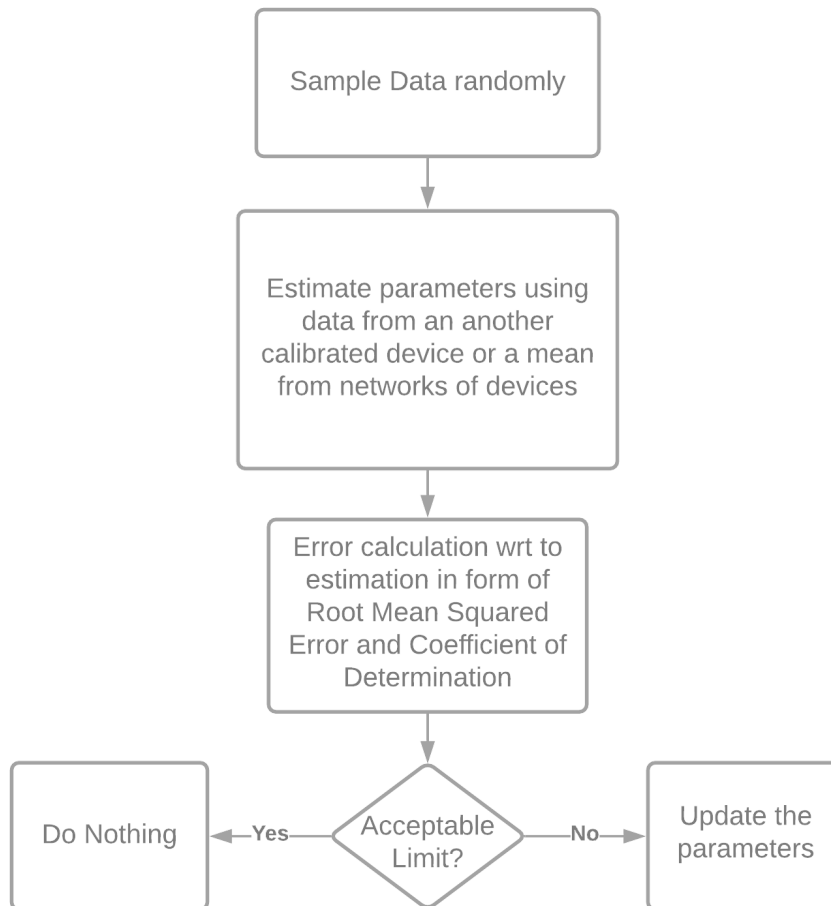 Sample Data randomly
Estimate parameters using
data from an another
calibrated device or a mean
from networks of devices
Error calculation wrt to
estimation in form of
Root Mean Squared
Error and Coefficient of
Determination
Do Nothing
Yes
Acceptable
Limit?
No
Update the
parameters